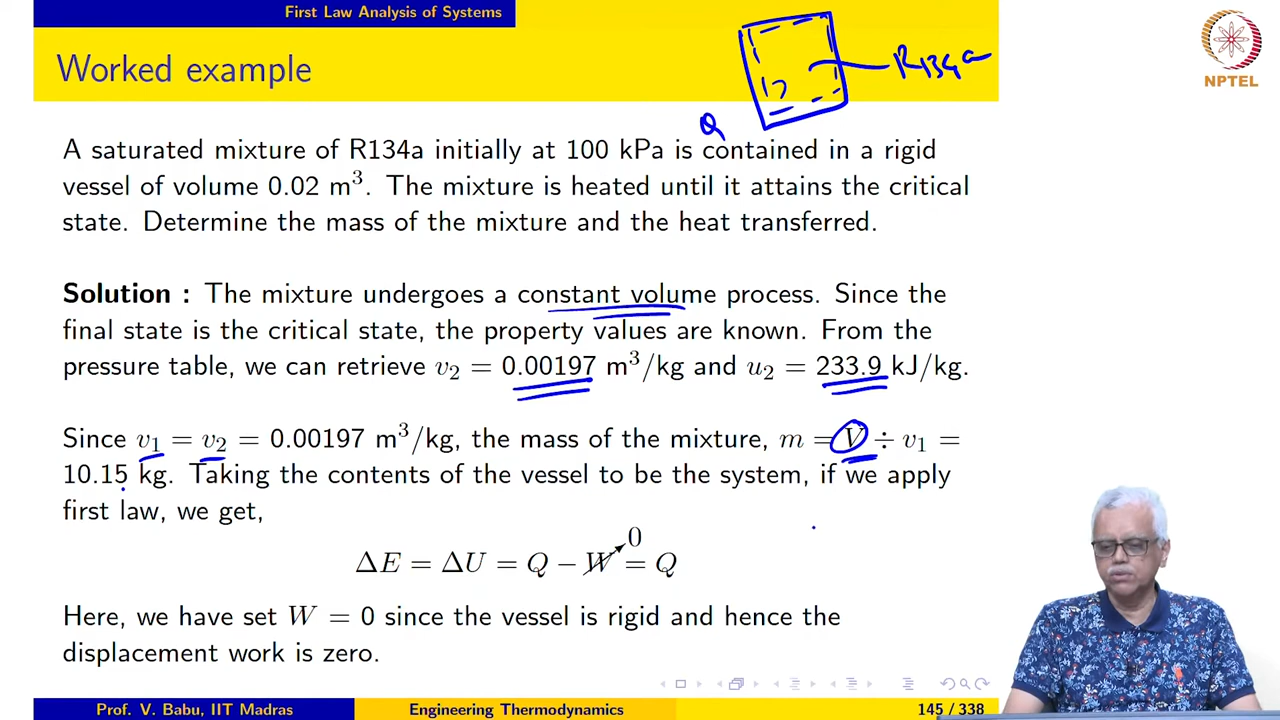 First Law Analysis of Systems
Worked example
R134a
NPTEL
Q
A saturated mixture of R134a initially at 100 kPa is contained in a rigid
vessel of volume 0.02 m³. The mixture is heated until it attains the critical
state. Determine the mass of the mixture and the heat transferred.
Solution : The mixture undergoes a constant volume process. Since the
final state is the critical state, the property values are known. From the
pressure table, we can retrieve v₂ = 0.00197 m³/kg and u₂ = 233.9 kJ/kg.
Since v₁ = v₂ = 0.00197 m³/kg, the mass of the mixture, m = V ÷ v₁ =
10.15 kg. Taking the contents of the vessel to be the system, if we apply
first law, we get,
0
ΔE = ΔU = Q − W = Q
Here, we have set W = 0 since the vessel is rigid and hence the
displacement work is zero.
Prof. V. Babu, IIT Madras Engineering Thermodynamics 145 / 338